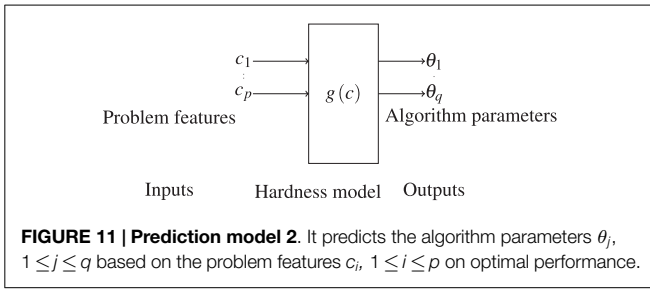 c1 θ1
⋮ ⋮
cp g(c) θq
Problem features Algorithm parameters
Inputs Hardness model Outputs
FIGURE 11 | Prediction model 2. It predicts the algorithm parameters θj,
1 ≤ j ≤ q based on the problem features ci, 1 ≤ i ≤ p on optimal performance.